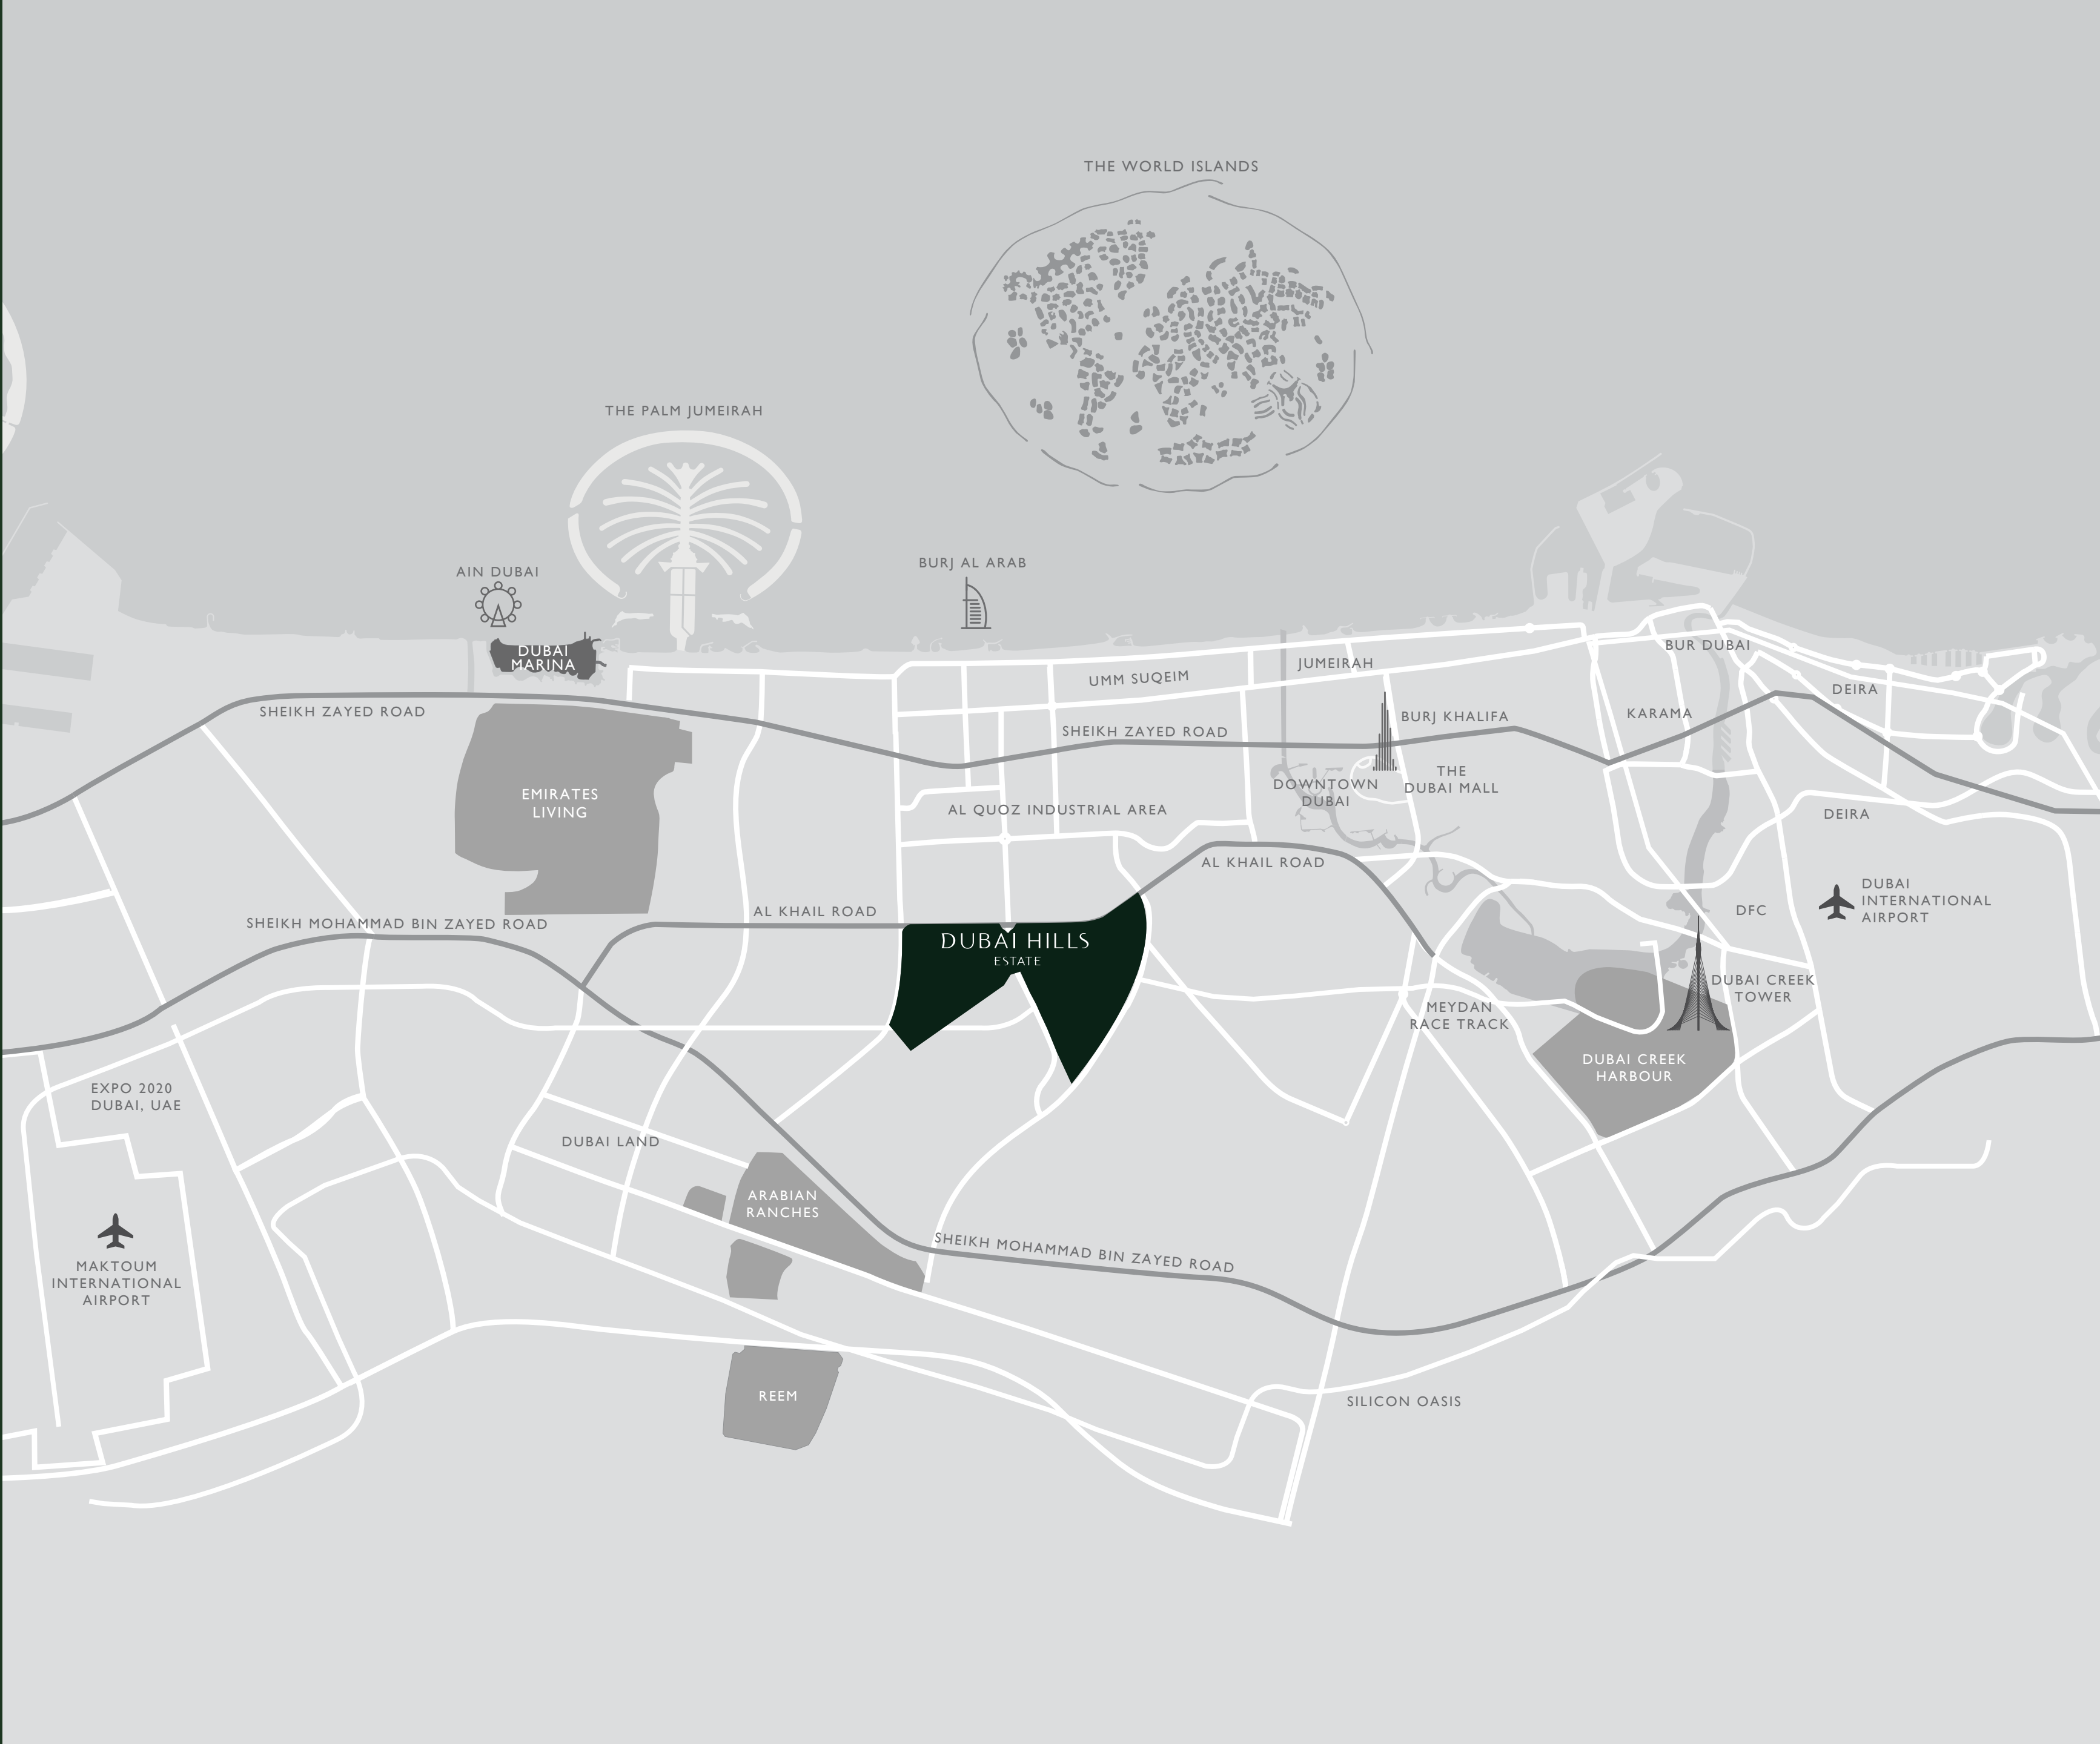 THE WORLD ISLANDS
THE PALM JUMEIRAH
BURJ AL ARAB
AIN DUBAI
DUBAI
MARINA
BUR DUBAI
JUMEIRAH
UMM SUQEIM
DEIRA
SHEIKH ZAYED ROAD
KARAMA
BURJ KHALIFA
SHEIKH ZAYED ROAD
THE
DUBAI MALL
DOWNTOWN
DUBAI
EMIRATES
LIVING
AL QUOZ INDUSTRIAL AREA
DEIRA
AL KHAIL ROAD
DUBAI
INTERNATIONAL
AIRPORT
DFC
AL KHAIL ROAD
SHEIKH MOHAMMAD BIN ZAYED ROAD
DUBAI HILLS
ESTATE
DUBAI CREEK
TOWER
MEYDAN
RACE TRACK
DUBAI CREEK
HARBOUR
EXPO 2020
DUBAI, UAE
DUBAI LAND
ARABIAN
RANCHES
SHEIKH MOHAMMAD BIN ZAYED ROAD
MAKTOUM
INTERNATIONAL
AIRPORT
REEM
SILICON OASIS